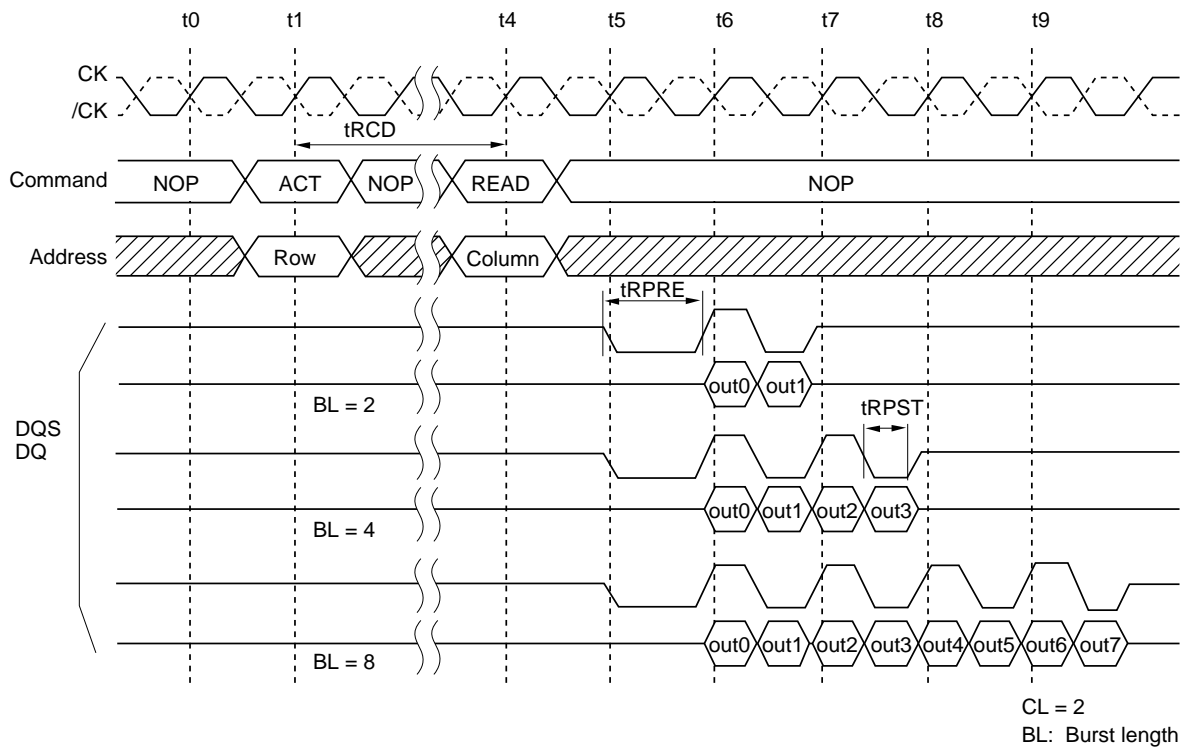 t0 t1 t4 t5 t6 t7 t8 t9
CK
/CK
tRCD
Command NOP ACT NOP READ NOP
Address Row Column
tRPRE
out0 out1
BL = 2
tRPST
DQS
DQ
out0 out1 out2 out3
BL = 4
out0 out1 out2 out3 out4 out5 out6 out7
BL = 8
CL = 2
BL: Burst length